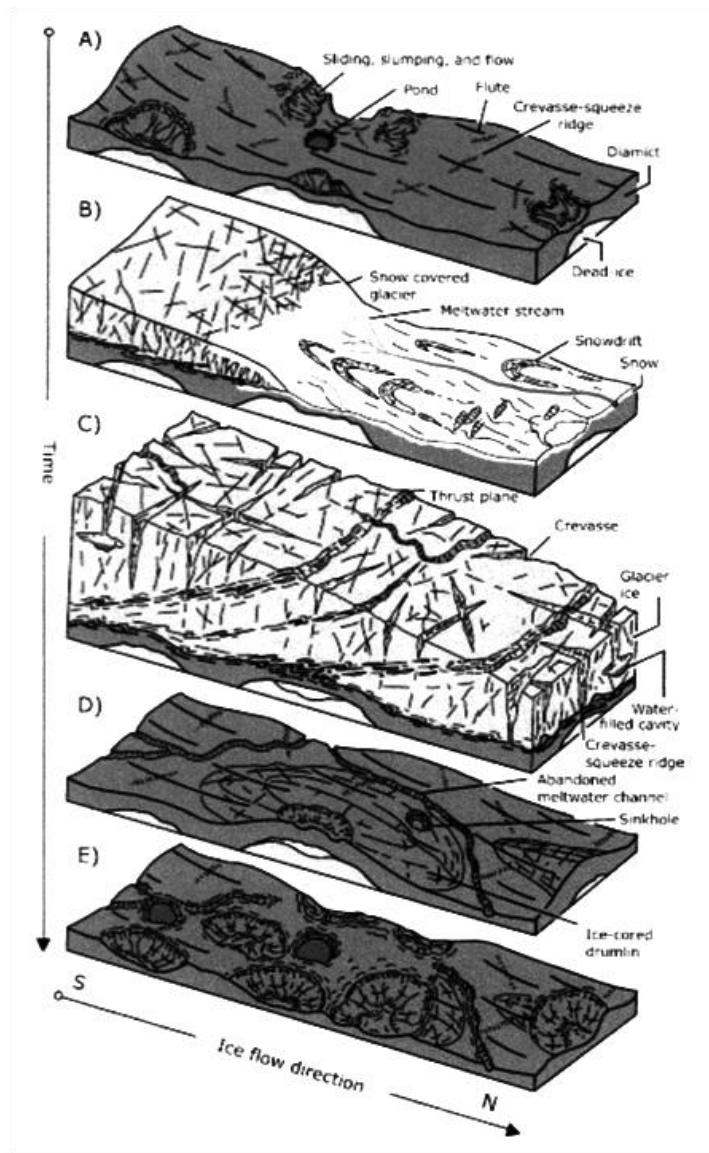 A)
Sliding, slumping, and flow
Pond
Flute
Crevasse-squeeze
ridge
Diamict
Dead-ice
B)
Snow covered
glacier
Meltwater stream
Snowdrift
Snow
C)
Thrust plane
Crevasse
Glacier
ice
Water-
filled cavity
Crevasse-
squeeze ridge
D)
Abandoned
meltwater channel
Sinkhole
E)
Ice-cored
drumlin
Time
S
Ice flow direction
N